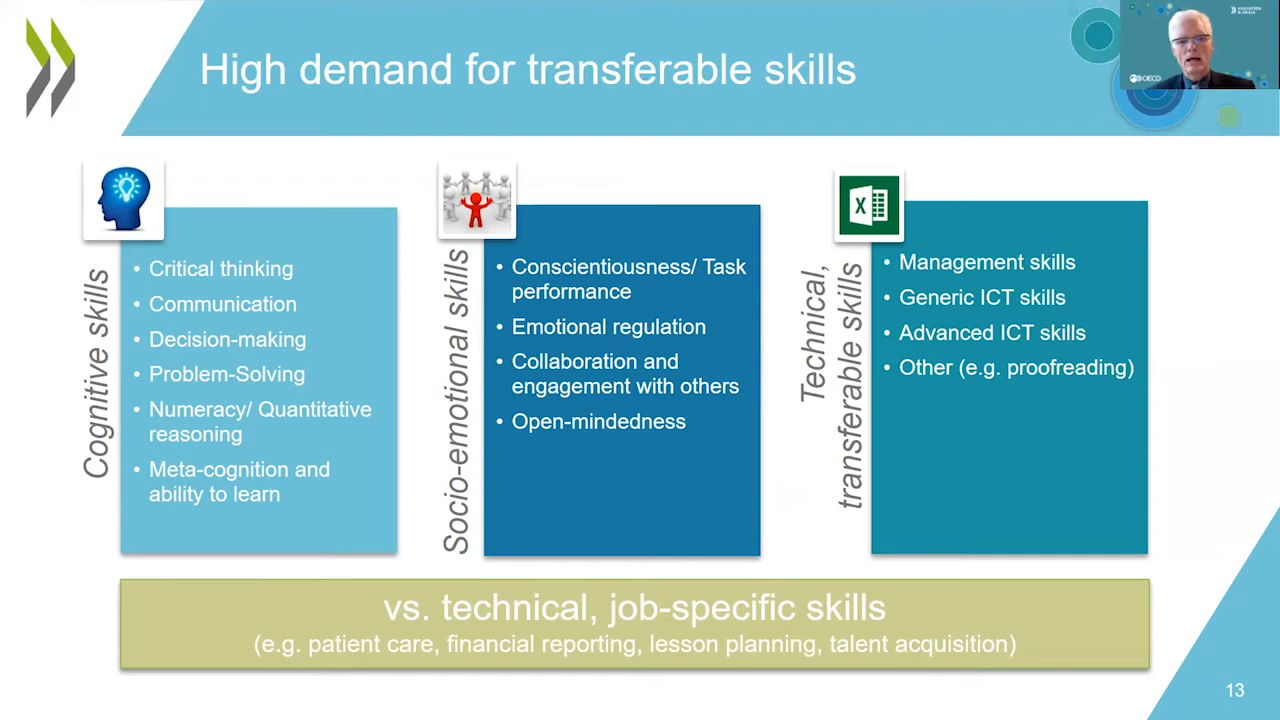 High demand for transferable skills
EDUCATION
& SKILLS
OECD
Cognitive skills
• Critical thinking
• Communication
• Decision-making
• Problem-Solving
• Numeracy/ Quantitative
reasoning
• Meta-cognition and
ability to learn
Socio-emotional skills
• Conscientiousness/ Task
performance
• Emotional regulation
• Collaboration and
engagement with others
• Open-mindedness
X
Technical,
transferable skills
• Management skills
• Generic ICT skills
• Advanced ICT skills
• Other (e.g. proofreading)
vs. technical, job-specific skills
(e.g. patient care, financial reporting, lesson planning, talent acquisition)
13